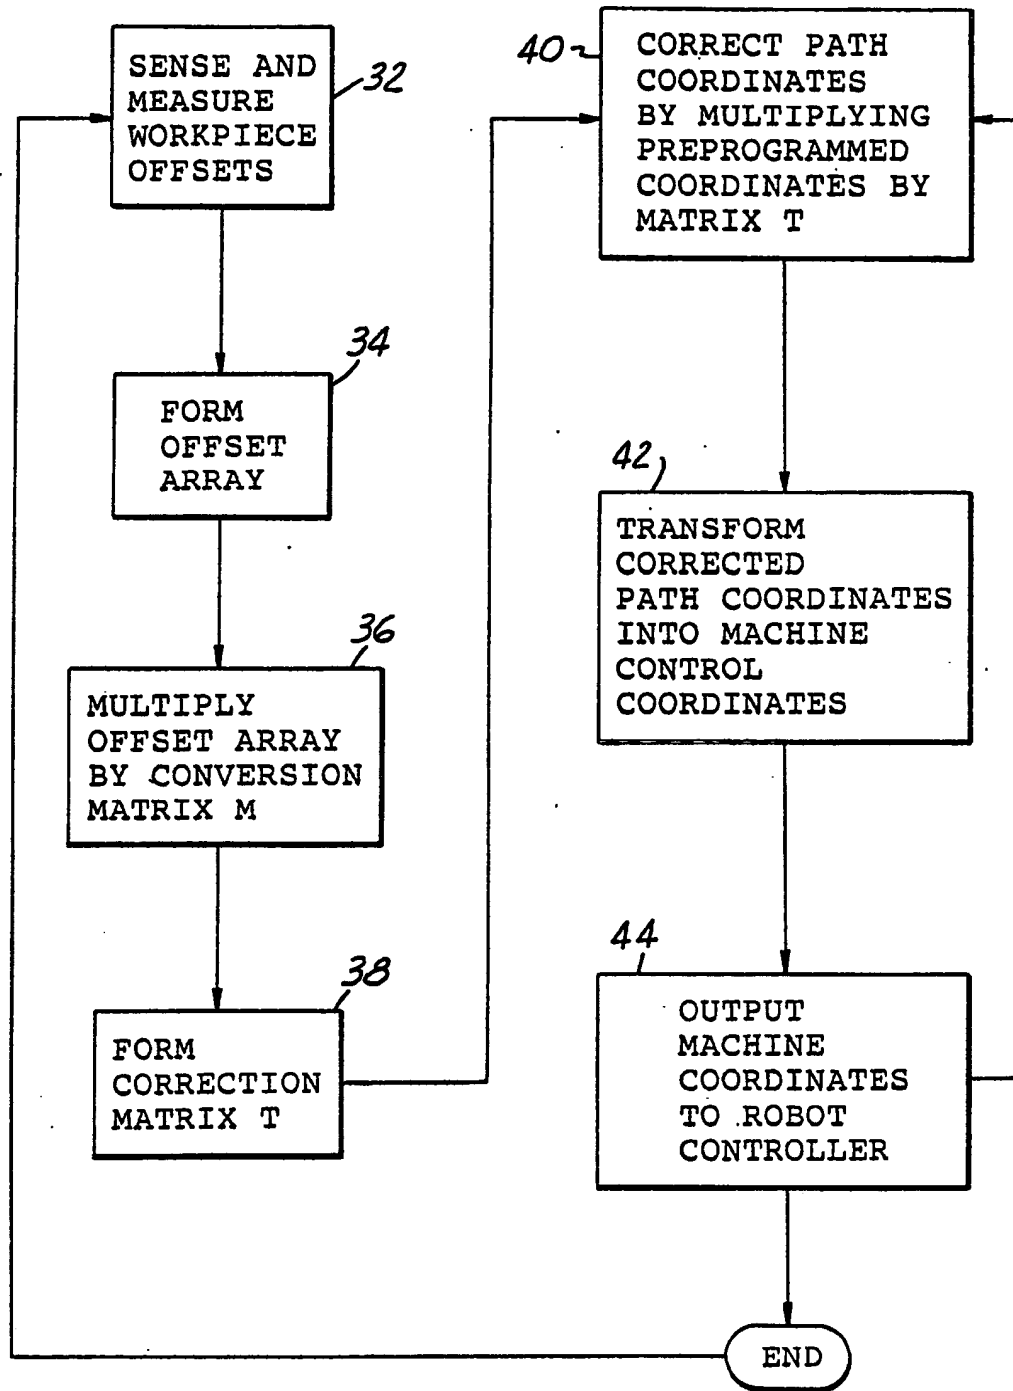 SENSE AND
MEASURE
WORKPIECE
OFFSETS
32
FORM
OFFSET
ARRAY
34
MULTIPLY
OFFSET ARRAY
BY CONVERSION
MATRIX M
36
FORM
CORRECTION
MATRIX T
38
40
CORRECT PATH
COORDINATES
BY MULTIPLYING
PREPROGRAMMED
COORDINATES BY
MATRIX T
42
TRANSFORM
CORRECTED
PATH COORDINATES
INTO MACHINE
CONTROL
COORDINATES
44
OUTPUT
MACHINE
COORDINATES
TO ROBOT
CONTROLLER
END